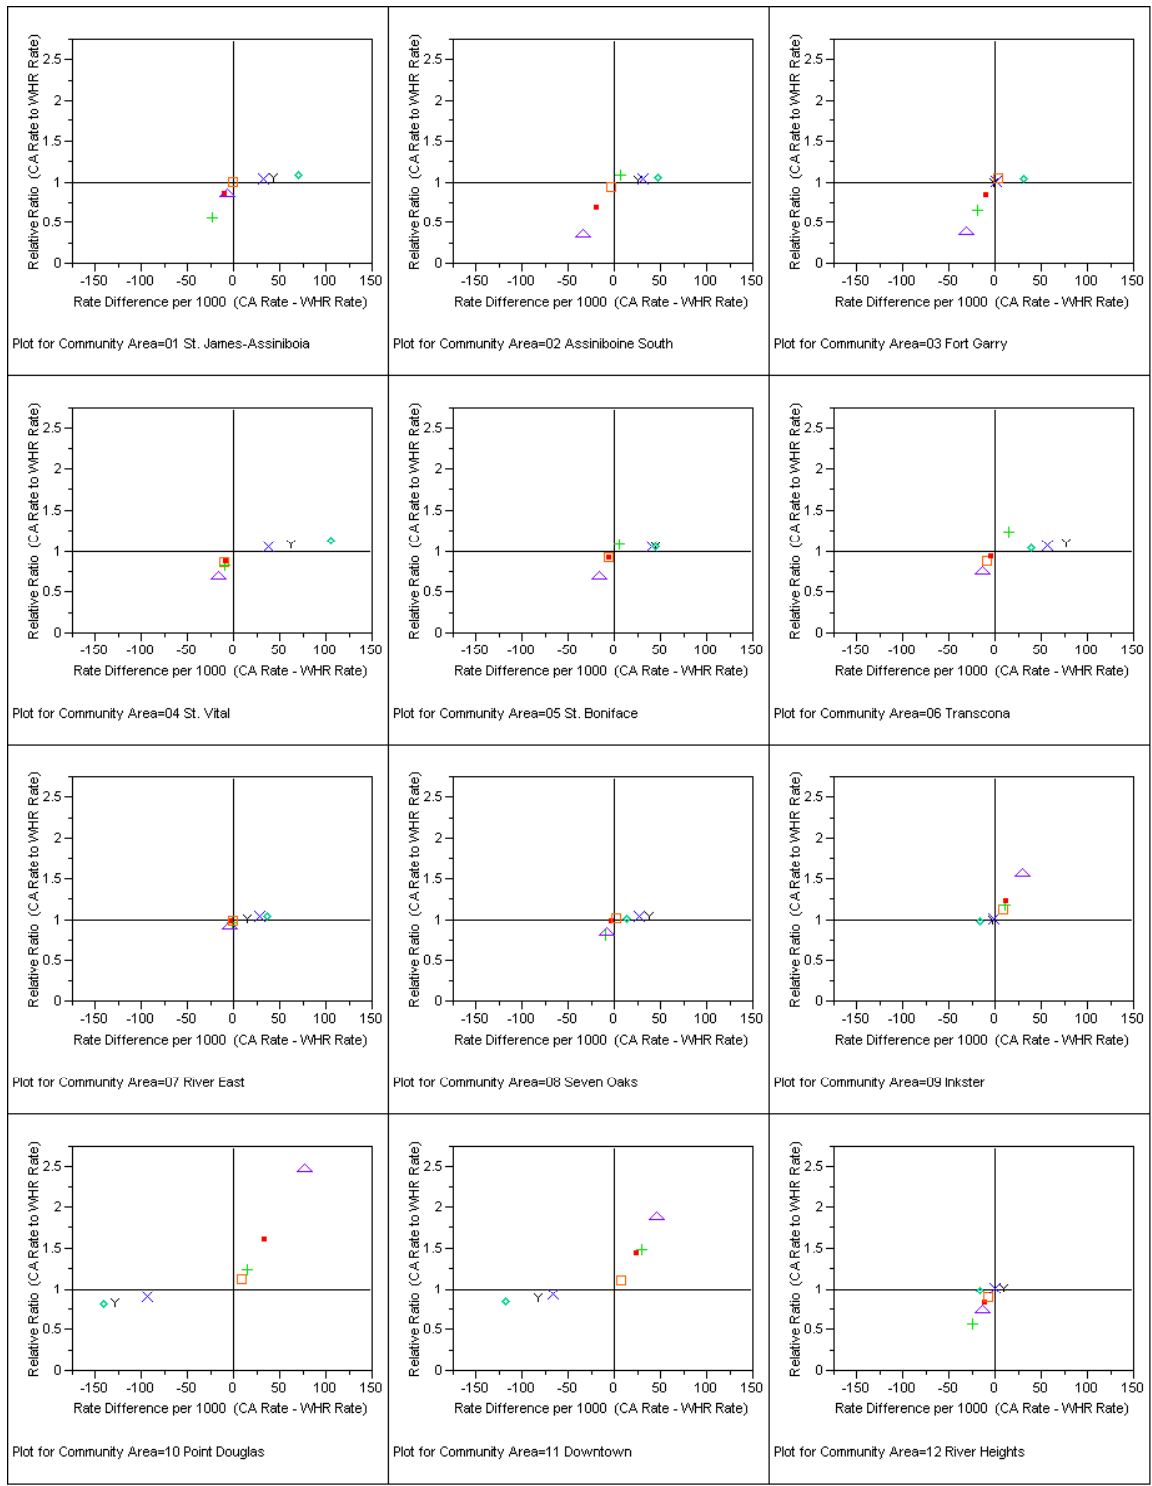 Relative Ratio (CA Rate to WHR Rate)
2.5
2
1.5
1
0.5
0
-150 -100 -50 0 50 100 150
Rate Difference per 1000 (CA Rate - WHR Rate)
Plot for Community Area=01 St. James-Assiniboia
Relative Ratio (CA Rate to WHR Rate)
2.5
2
1.5
1
0.5
0
-150 -100 -50 0 50 100 150
Rate Difference per 1000 (CA Rate - WHR Rate)
Plot for Community Area=02 Assiniboine South
Relative Ratio (CA Rate to WHR Rate)
2.5
2
1.5
1
0.5
0
-150 -100 -50 0 50 100 150
Rate Difference per 1000 (CA Rate - WHR Rate)
Plot for Community Area=03 Fort Garry
Relative Ratio (CA Rate to WHR Rate)
2.5
2
1.5
1
0.5
0
-150 -100 -50 0 50 100 150
Rate Difference per 1000 (CA Rate - WHR Rate)
Plot for Community Area=04 St. Vital
Relative Ratio (CA Rate to WHR Rate)
2.5
2
1.5
1
0.5
0
-150 -100 -50 0 50 100 150
Rate Difference per 1000 (CA Rate - WHR Rate)
Plot for Community Area=05 St. Boniface
Relative Ratio (CA Rate to WHR Rate)
2.5
2
1.5
1
0.5
0
-150 -100 -50 0 50 100 150
Rate Difference per 1000 (CA Rate - WHR Rate)
Plot for Community Area=06 Transcona
Relative Ratio (CA Rate to WHR Rate)
2.5
2
1.5
1
0.5
0
-150 -100 -50 0 50 100 150
Rate Difference per 1000 (CA Rate - WHR Rate)
Plot for Community Area=07 River East
Relative Ratio (CA Rate to WHR Rate)
2.5
2
1.5
1
0.5
0
-150 -100 -50 0 50 100 150
Rate Difference per 1000 (CA Rate - WHR Rate)
Plot for Community Area=08 Seven Oaks
Relative Ratio (CA Rate to WHR Rate)
2.5
2
1.5
1
0.5
0
-150 -100 -50 0 50 100 150
Rate Difference per 1000 (CA Rate - WHR Rate)
Plot for Community Area=09 Inkster
Relative Ratio (CA Rate to WHR Rate)
2.5
2
1.5
1
0.5
0
-150 -100 -50 0 50 100 150
Rate Difference per 1000 (CA Rate - WHR Rate)
Plot for Community Area=10 Point Douglas
Relative Ratio (CA Rate to WHR Rate)
2.5
2
1.5
1
0.5
0
-150 -100 -50 0 50 100 150
Rate Difference per 1000 (CA Rate - WHR Rate)
Plot for Community Area=11 Downtown
Relative Ratio (CA Rate to WHR Rate)
2.5
2
1.5
1
0.5
0
-150 -100 -50 0 50 100 150
Rate Difference per 1000 (CA Rate - WHR Rate)
Plot for Community Area=12 River Heights